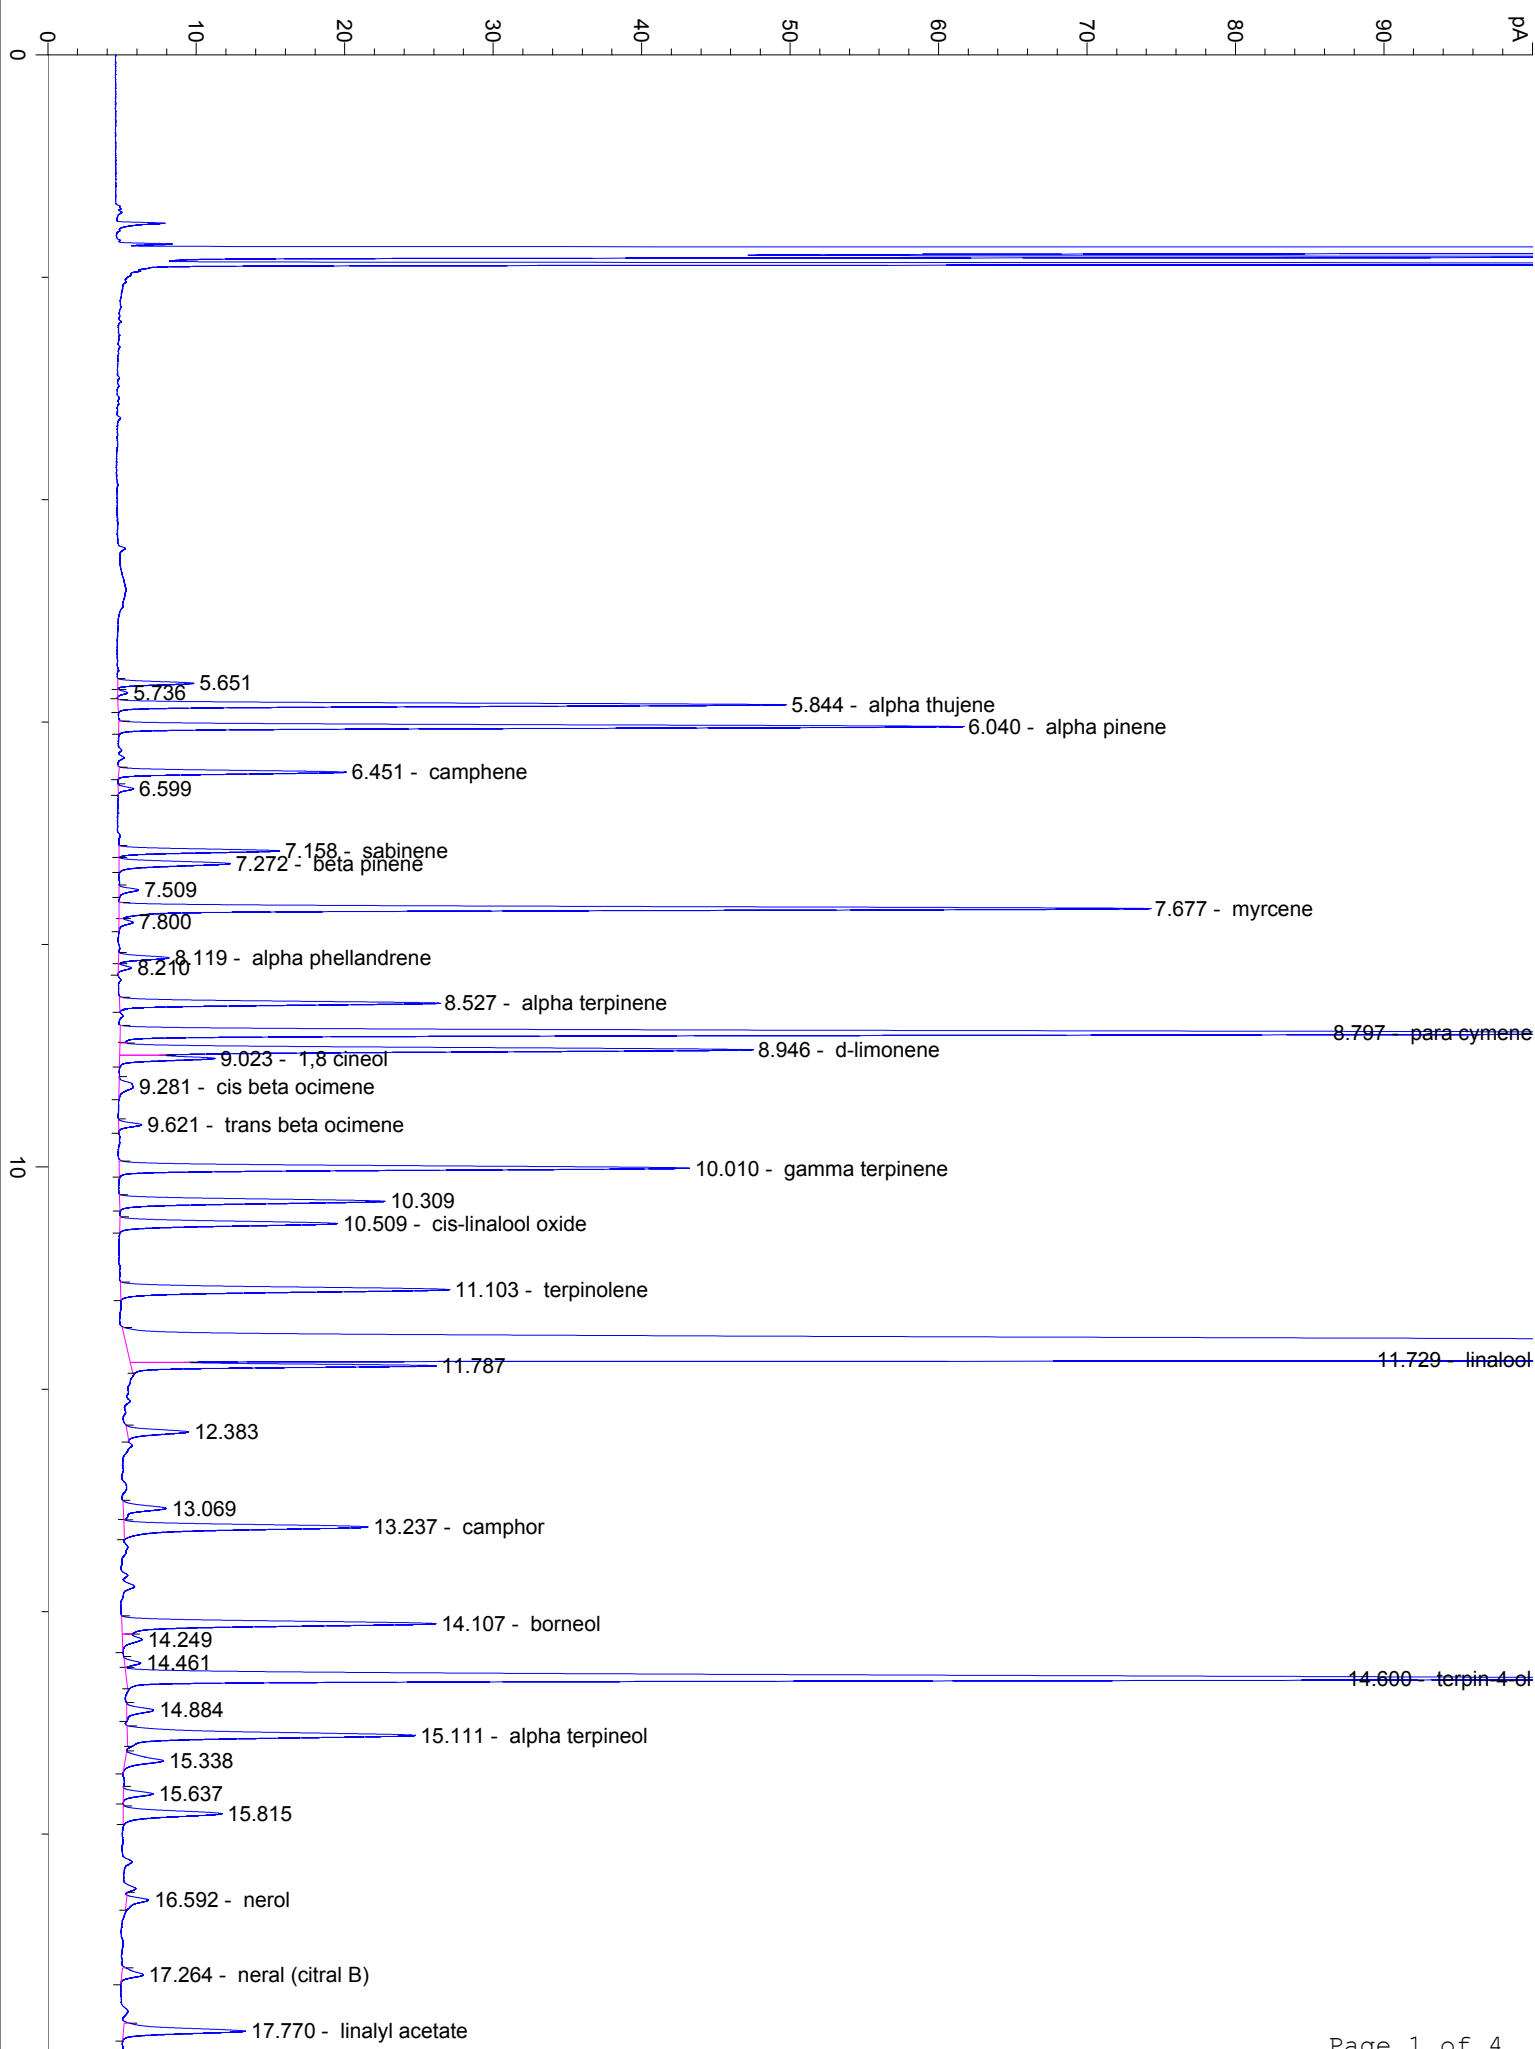 pA
0
10
20
30
40
50
60
70
80
90
0
5.651
5.736
5.844 - alpha thujene
6.040 - alpha pinene
6.451 - camphene
6.599
7.158 - sabinene
7.272 - beta pinene
7.509
7.677 - myrcene
7.800
8.119 - alpha phellandrene
8.210
8.527 - alpha terpinene
8.797 - para cymene
8.946 - d-limonene
9.023 - 1,8 cineol
9.281 - cis beta ocimene
9.621 - trans beta ocimene
10
10.010 - gamma terpinene
10.309
10.509 - cis-linalool oxide
11.103 - terpinolene
11.729 - linalool
11.787
12.383
13.069
13.237 - camphor
14.107 - borneol
14.249
14.461
14.600 - terpin-4-ol
14.884
15.111 - alpha terpineol
15.338
15.637
15.815
16.592 - nerol
17.264 - neral (citral B)
17.770 - linalyl acetate
Page 1 of 4